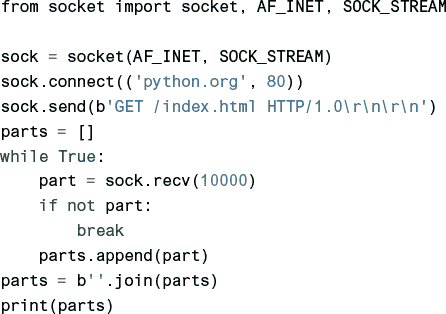 from socket import socket, AF_INET, SOCK_STREAM

sock = socket(AF_INET, SOCK_STREAM)
sock.connect(('python.org', 80))
sock.send(b'GET /index.html HTTP/1.0\r\n\r\n')
parts = []
while True:
    part = sock.recv(10000)
    if not part:
        break
    parts.append(part)
parts = b''.join(parts)
print(parts)